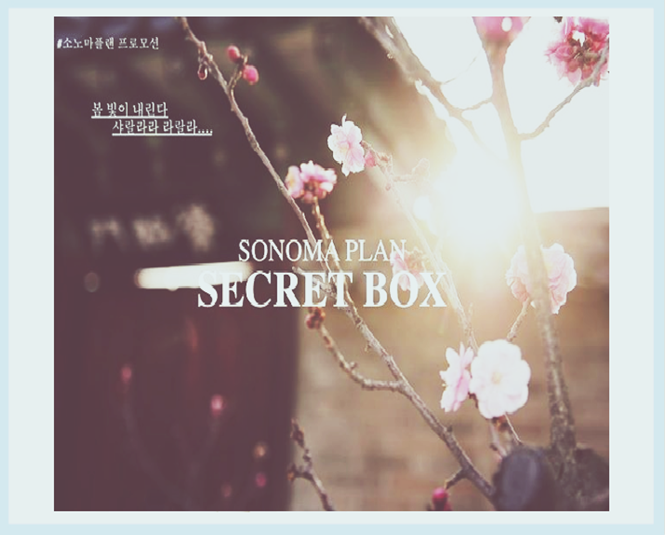 #소노마플랜 프로모션
봄 빛이 내린다
샤랄라라 라랄라....
SONOMA PLAN
SECRET BOX